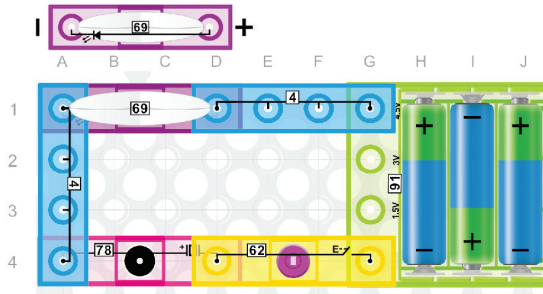 69
A B C D E F G H I J
1 69 4 4.5V + − +
2 3V
4 91
3 1.5V
4 78 + 62 E − + −